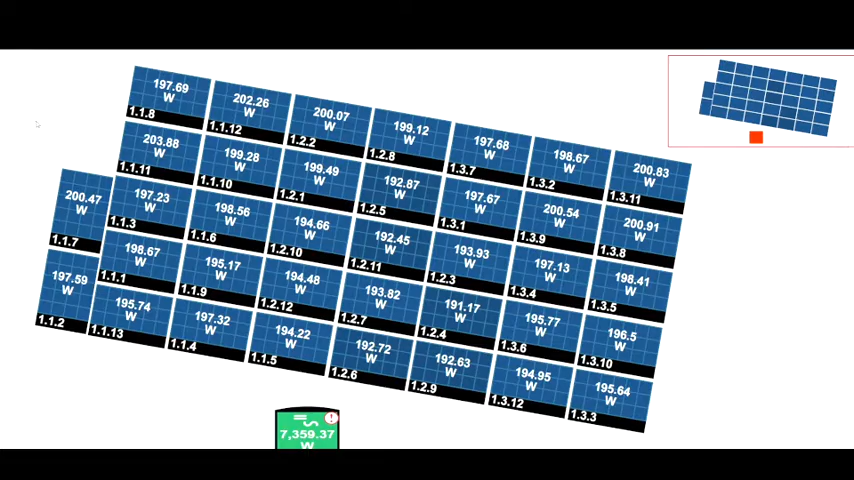 197.69
W
1.1.8
202.26
W
1.1.12
200.07
W
1.2.2
199.12
W
1.2.8
197.68
W
1.3.7
198.67
W
1.3.2
200.83
W
1.3.11
203.88
W
1.1.11
199.28
W
1.1.10
199.49
W
1.2.1
192.87
W
1.2.5
197.67
W
1.3.1
200.54
W
1.3.9
200.91
W
1.3.8
200.47
W
1.1.7
197.23
W
1.1.3
198.56
W
1.1.6
194.66
W
1.2.10
192.45
W
1.2.11
193.93
W
1.2.3
197.13
W
1.3.4
198.41
W
1.3.5
197.59
W
1.1.2
198.67
W
1.1.1
195.17
W
1.1.9
194.48
W
1.2.12
193.82
W
1.2.7
191.17
W
1.2.4
195.77
W
1.3.6
196.5
W
1.3.10
195.74
W
1.1.13
197.32
W
1.1.4
194.22
W
1.1.5
192.72
W
1.2.6
192.63
W
1.2.9
194.95
W
1.3.12
195.64
W
1.3.3
!
7,359.37
W